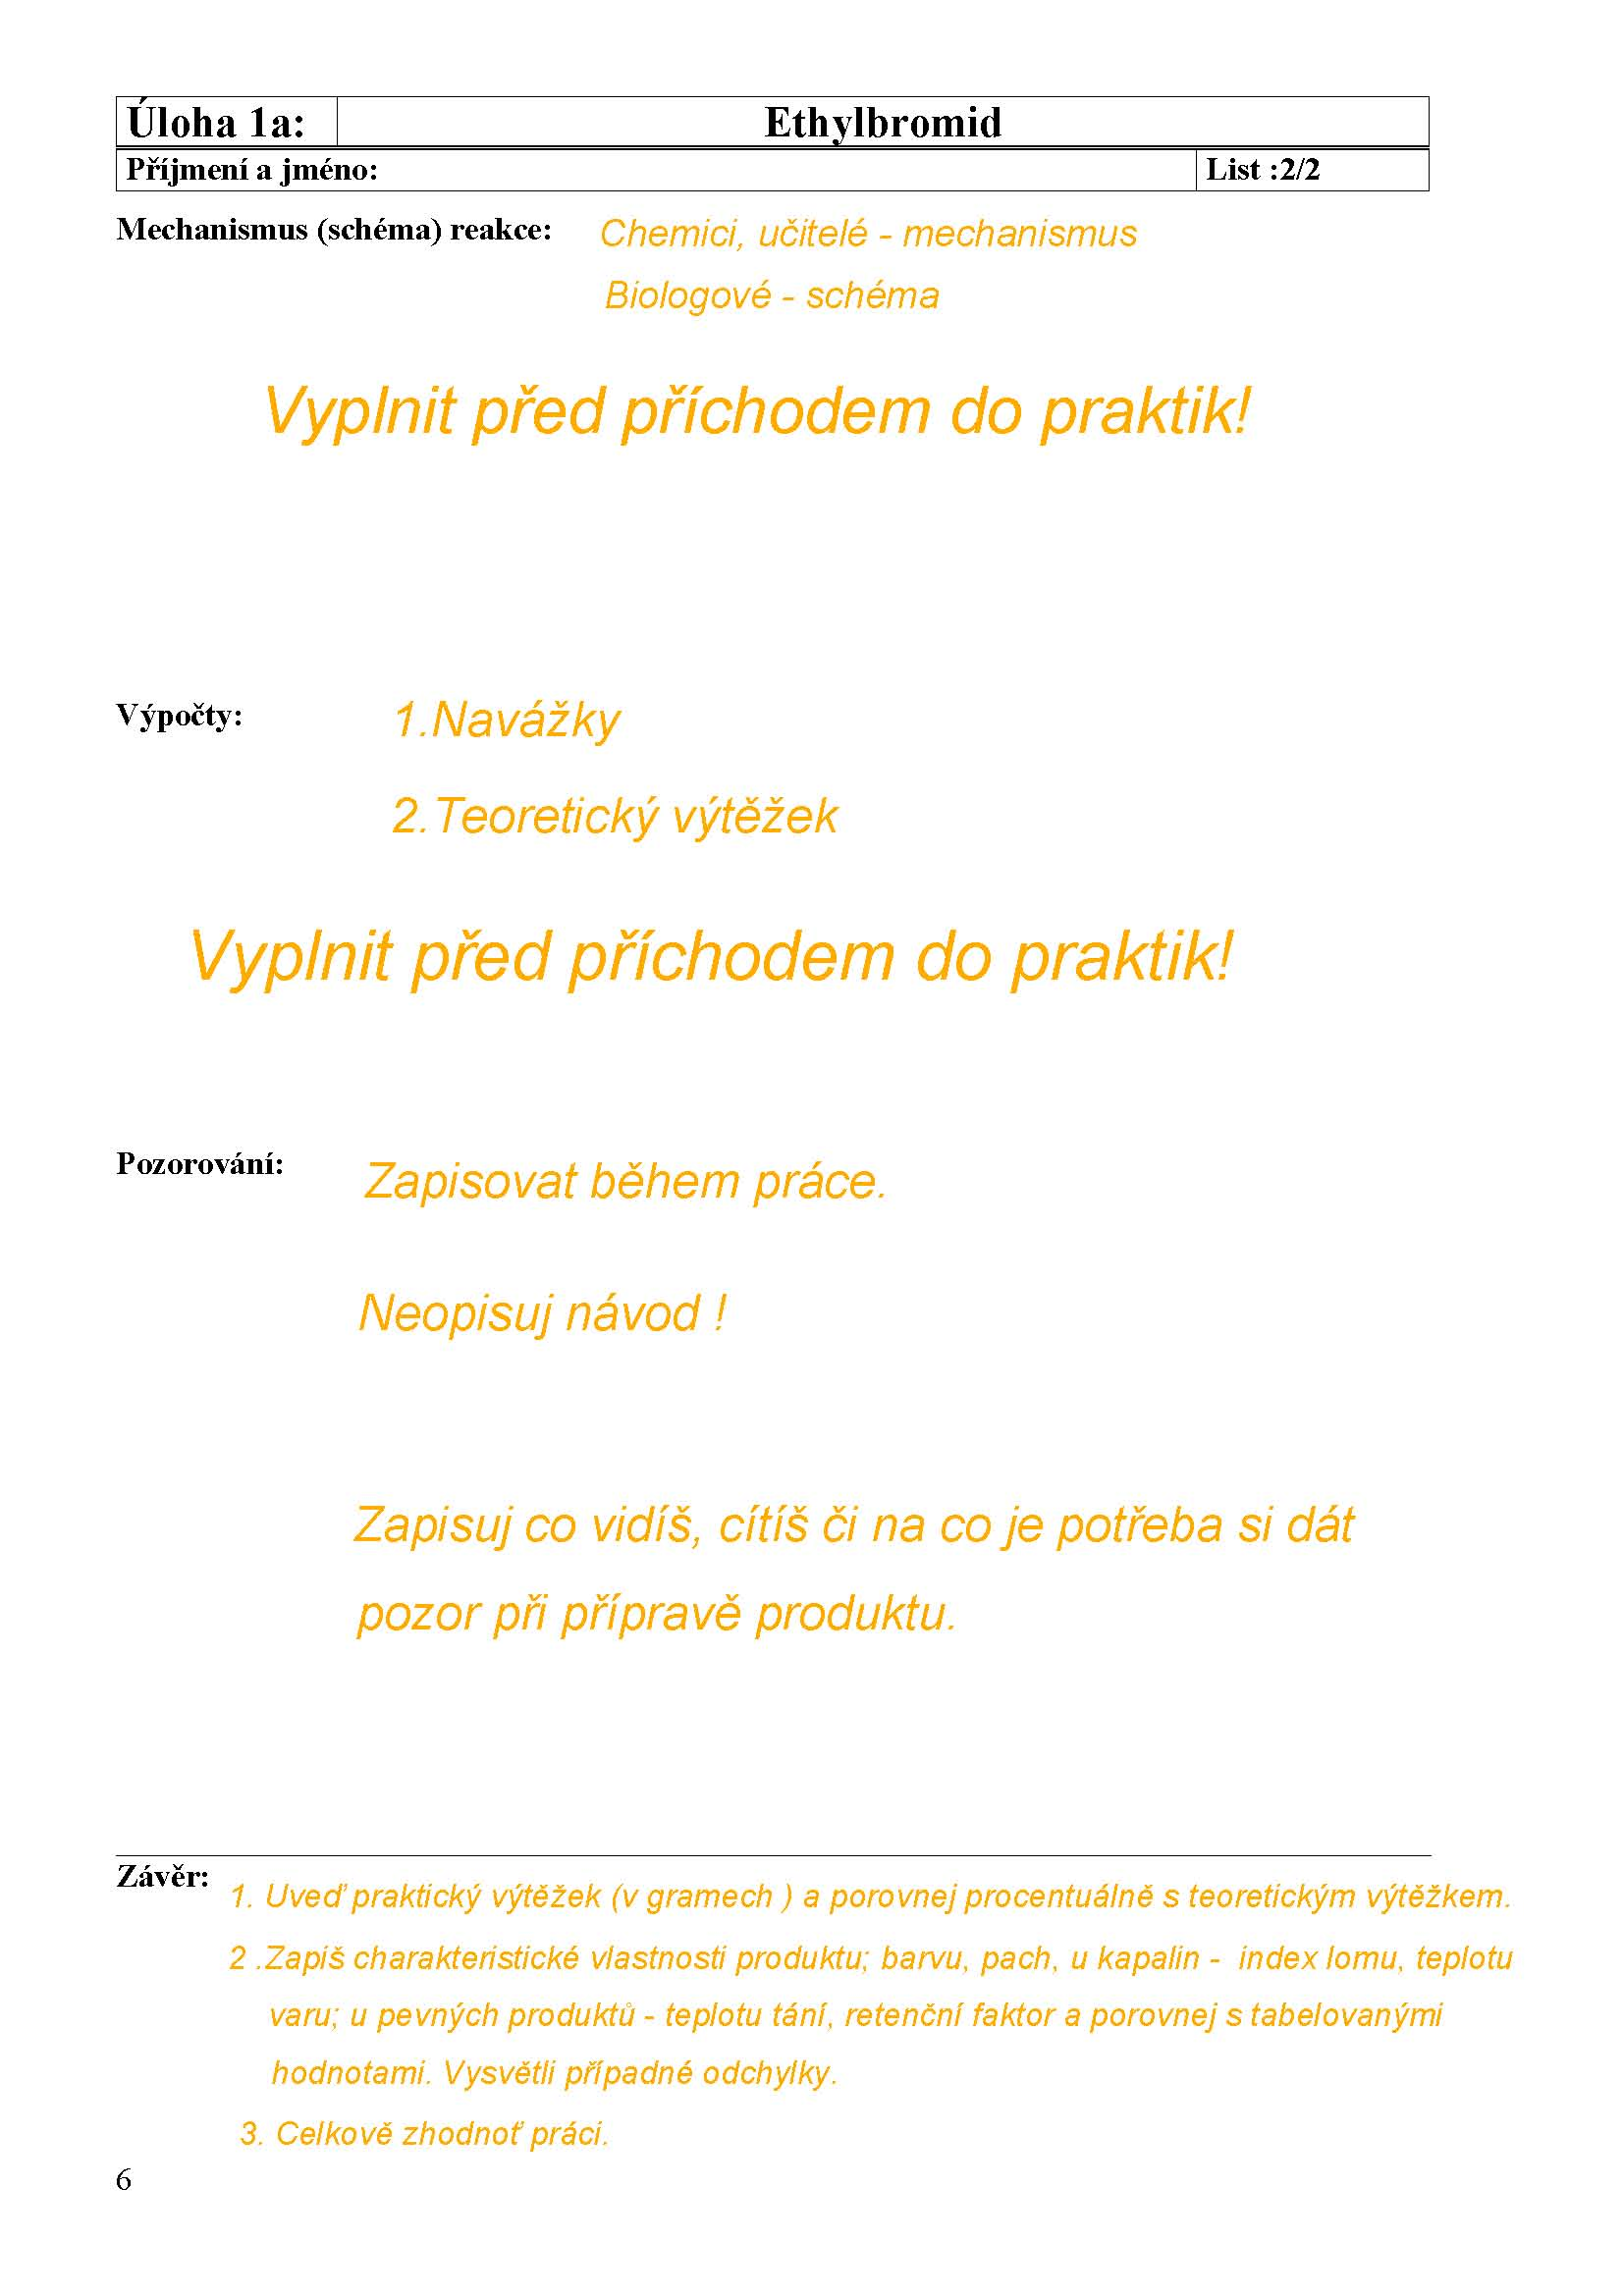 Úloha 1a: Ethylbromid
Příjmení a jméno: List :2/2
Mechanismus (schéma) reakce: Chemici, učitelé - mechanismus
Biologové - schéma
Vyplnit před příchodem do praktik!
Výpočty: 1.Navážky
2.Teoretický výtěžek
Vyplnit před příchodem do praktik!
Pozorování: Zapisovat během práce.
Neopisuj návod !
Zapisuj co vidíš, cítíš či na co je potřeba si dát
pozor při přípravě produktu.
Závěr: 1. Uveď praktický výtěžek (v gramech ) a porovnej procentuálně s teoretickým výtěžkem.
2 .Zapiš charakteristické vlastnosti produktu; barvu, pach, u kapalin - index lomu, teplotu
varu; u pevných produktů - teplotu tání, retenční faktor a porovnej s tabelovanými
hodnotami. Vysvětli případné odchylky.
3. Celkově zhodnoť práci.
6